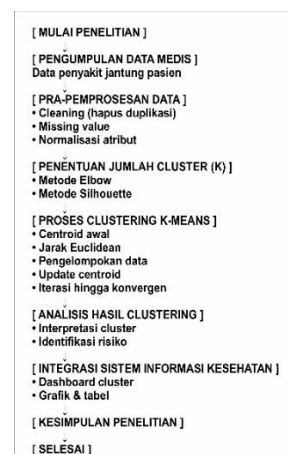 [ MULAI PENELITIAN ]
[ PENGUMPULAN DATA MEDIS ]
Data penyakit jantung pasien
[ PRA-PEMPROSESAN DATA ]
• Cleaning (hapus duplikasi)
• Missing value
• Normalisasi atribut
[ PENENTUAN JUMLAH CLUSTER (K) ]
• Metode Elbow
• Metode Silhouette
[ PROSES CLUSTERING K-MEANS ]
• Centroid awal
• Jarak Euclidean
• Pengelompokan data
• Update centroid
• Iterasi hingga konvergen
[ ANALISIS HASIL CLUSTERING ]
• Interpretasi cluster
• Identifikasi risiko
[ INTEGRASI SISTEM INFORMASI KESEHATAN ]
• Dashboard cluster
• Grafik & tabel
[ KESIMPULAN PENELITIAN ]
[ SELESAI ]